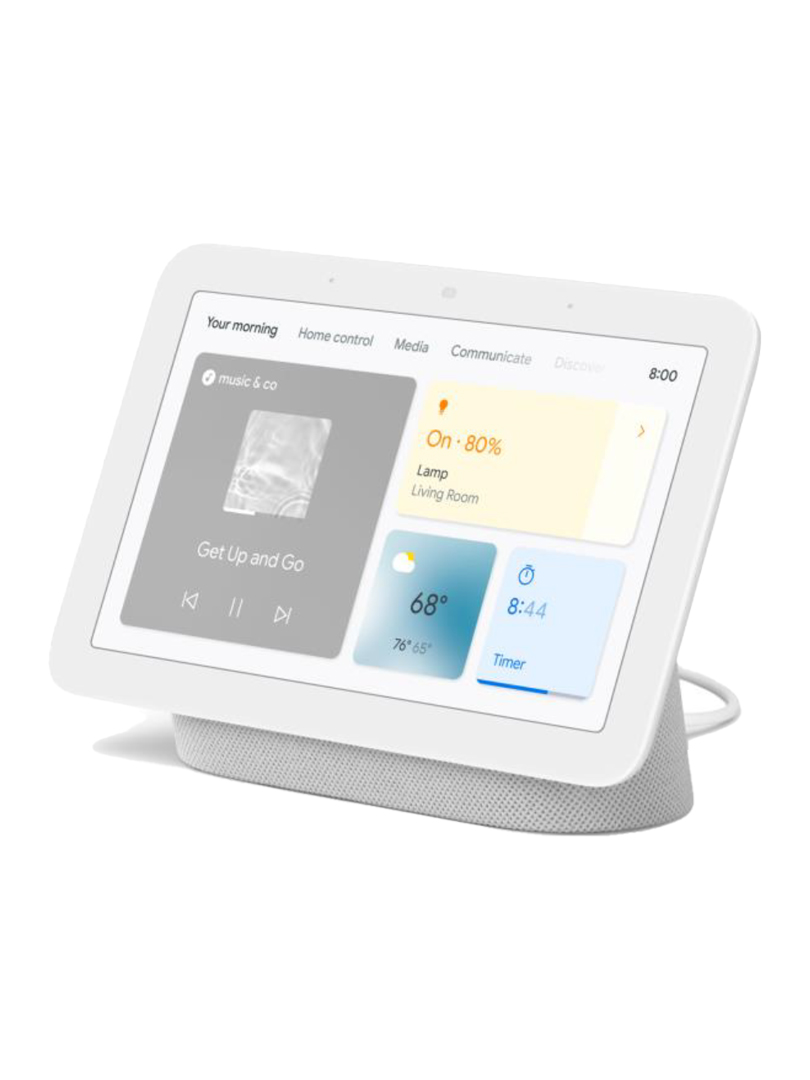 Your morning Home control Media Communicate Discover 8:00
music & co
Get Up and Go
On · 80%
Lamp
Living Room
68°
76° 65°
8:44
Timer